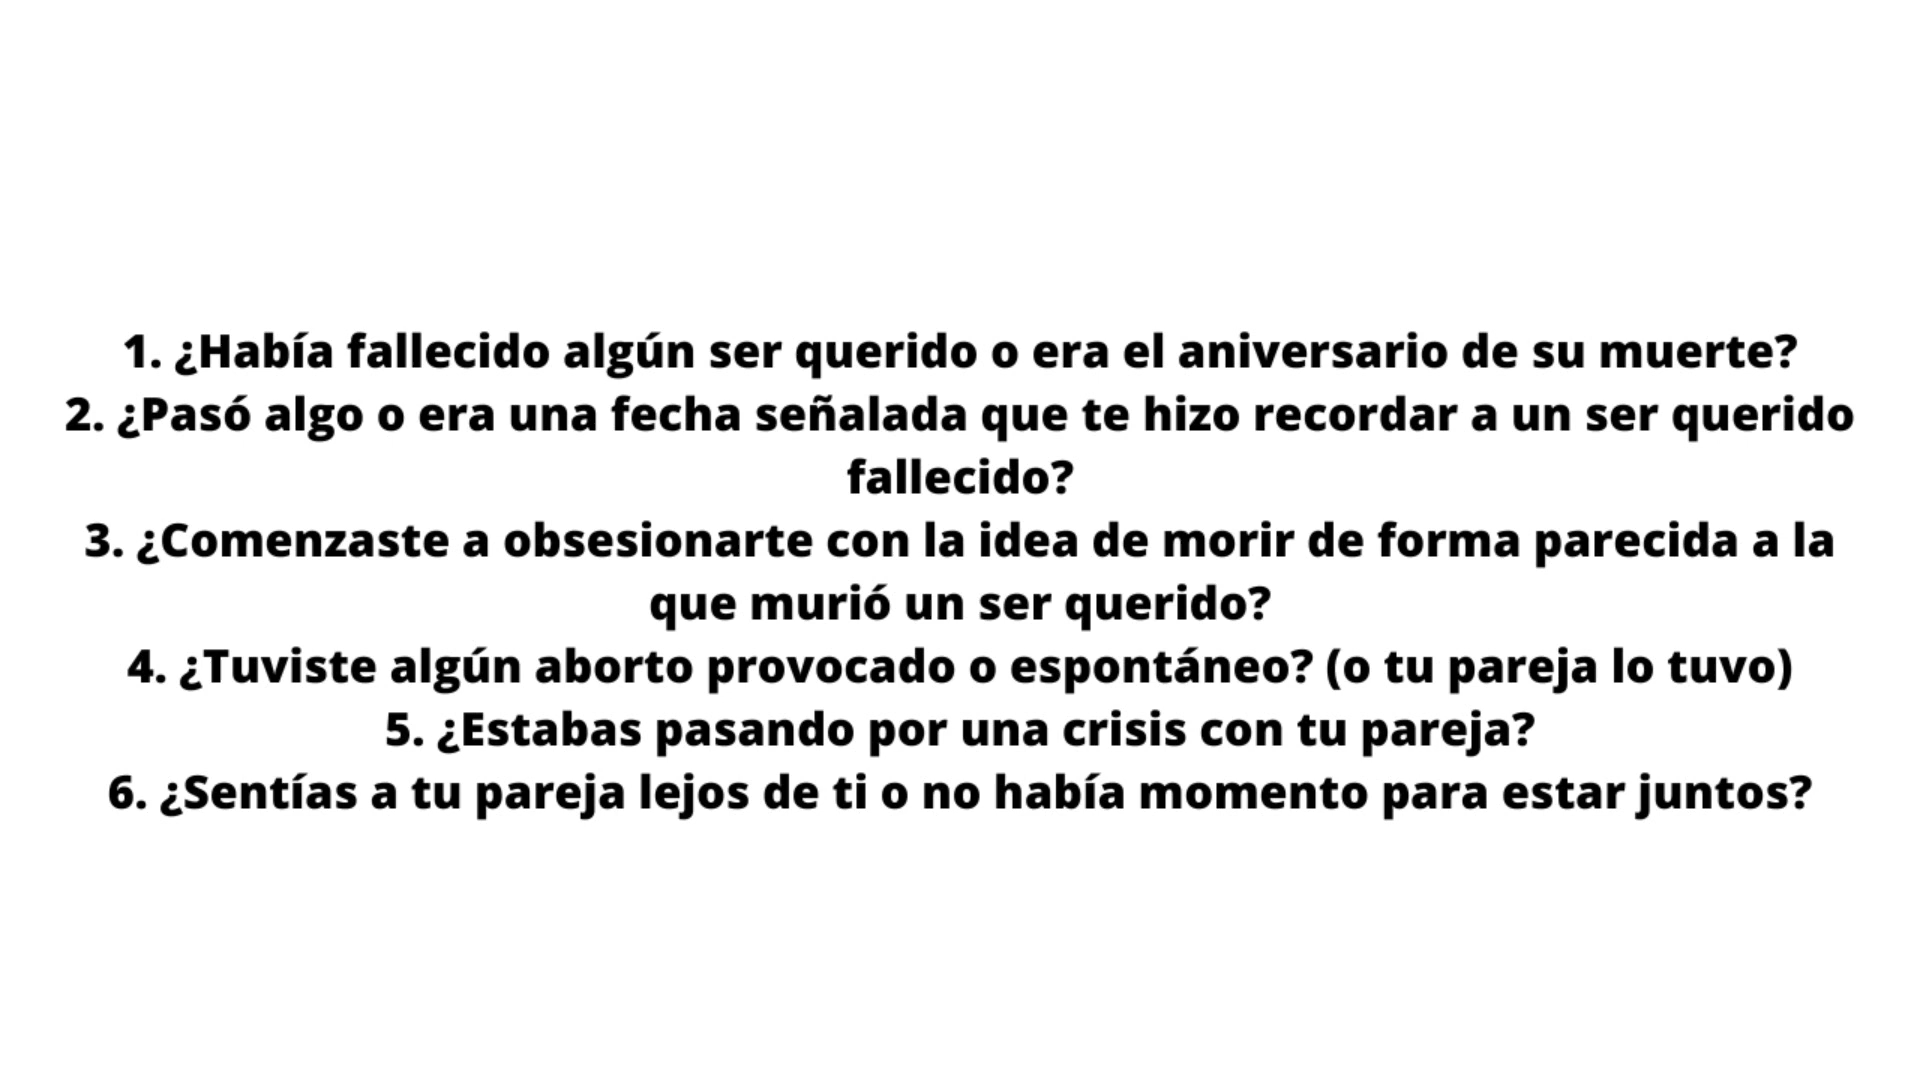 1. ¿Había fallecido algún ser querido o era el aniversario de su muerte?
2. ¿Pasó algo o era una fecha señalada que te hizo recordar a un ser querido
fallecido?
3. ¿Comenzaste a obsesionarte con la idea de morir de forma parecida a la
que murió un ser querido?
4. ¿Tuviste algún aborto provocado o espontáneo? (o tu pareja lo tuvo)
5. ¿Estabas pasando por una crisis con tu pareja?
6. ¿Sentías a tu pareja lejos de ti o no había momento para estar juntos?